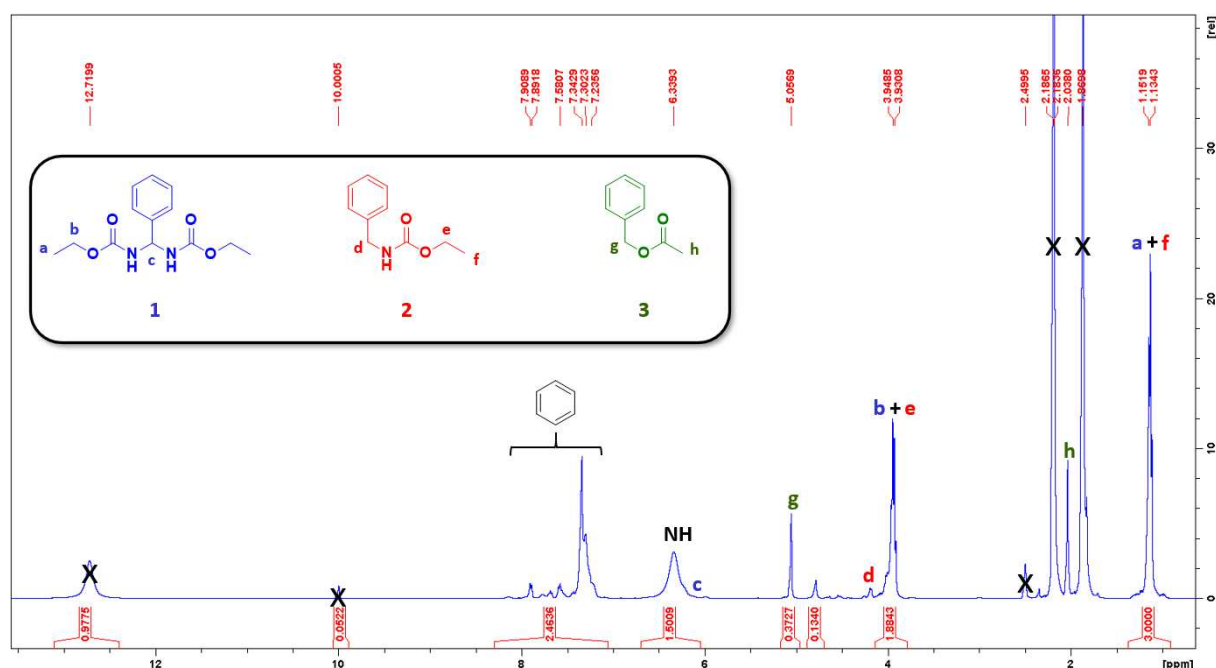 12.7199 10.0005 7.9089 7.8918 7.5807 7.3429 7.3023 7.2356 6.3393 5.0569 3.9485 3.9308 2.4995 2.1865 2.1836 2.0380 1.8698 1.1519 1.1343 [rel]
30
O O O O
b e
a O N H c N H O d N H O f g O h
1 2 3
X X a + f
20
b + e
10
h
g
NH
X X c d X
0
0.9775 0.0522 2.4636 1.5009 0.3727 0.1340 1.8843 3.0000
12 10 8 6 4 2 [ppm]